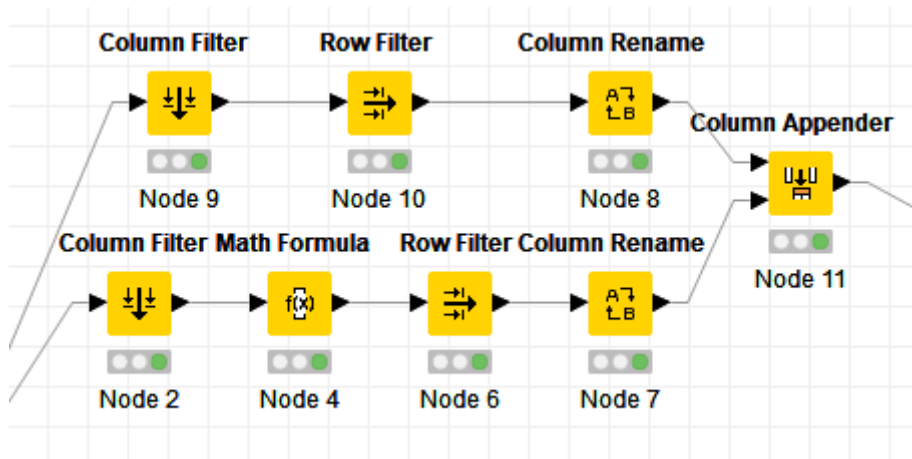 Column Filter Row Filter Column Rename
Column Appender
A
B
Node 9 Node 10 Node 8
Column Filter Math Formula Row Filter Column Rename
Node 11
f(x)
A
B
Node 2 Node 4 Node 6 Node 7